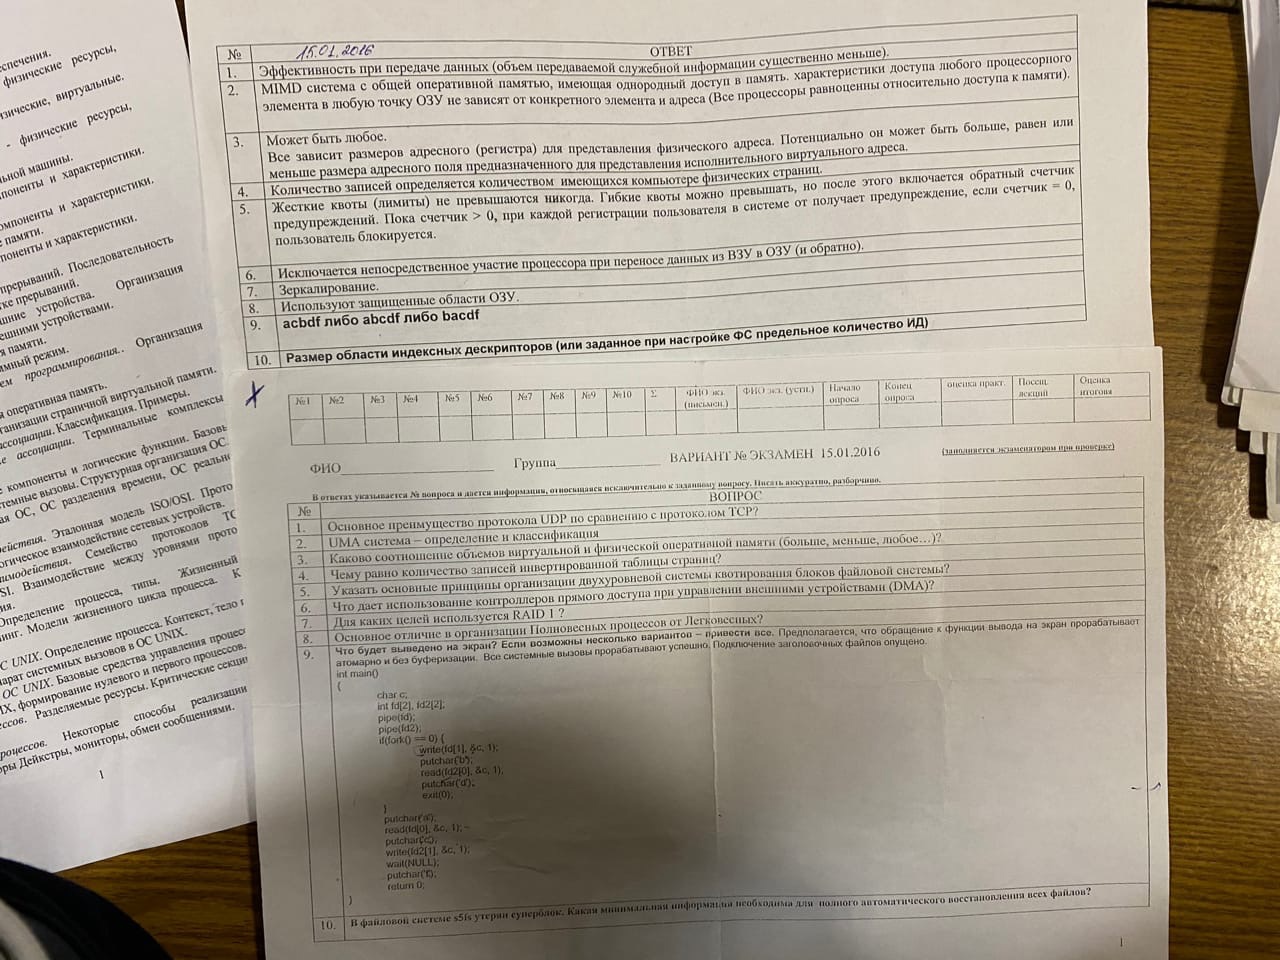 спечения.
физические ресурсы,
зические, виртуальные.
- физические ресурсы,
льной машины.
поненты и характеристики.
мпоненты и характеристики
е памяти.
поненты и характеристики.
прерываний. Последовательность
ке прерываний.
шние устройства. Организация
ешними устройствами.
я памяти.
мный режим.
ем программирования.. Организация
я оперативная память.
ганизации страничной виртуальной памяти.
ассоциации. Классификация. Примеры.
е ассоциации. Терминальные комплексы
е компоненты и логические функции. Базовы
стемные вызовы. Структурная организация ОС.
ая ОС, ОС разделения времени, ОС реальн
ействия. Эталонная модель ISO/OSI. Прото
огическое взаимодействие сетевых устройств.
имодействия. Семейство протоколов TC
SI. Взаимодействие между уровнями прото
ия.
Определение процесса, типы. Жизненный
инг. Модели жизненного цикла процесса. К
С UNIX. Определение процесса. Контекст, тело п
парат системных вызовов в ОС UNIX.
ОС UNIX. Базовые средства управления процесс
ІХ, формирование нулевого и первого процессов.
ессов. Разделяемые ресурсы. Критические секци
роцессов. Некоторые способы реализации
оры Дейкстры, мониторы, обмен сообщениями.
1
№ 15.01.2016 ОТВЕТ
1. Эффективность при передаче данных (объем передаваемой служебной информации существенно меньше).
2. MIMD система с общей оперативной памятью, имеющая однородный доступ в память. характеристики доступа любого процессорного
элемента в любую точку ОЗУ не зависят от конкретного элемента и адреса (Все процессоры равноценны относительно доступа к памяти).
3. Может быть любое.
Все зависит размеров адресного (регистра) для представления физического адреса. Потенциально он может быть больше, равен или
меньше размера адресного поля предназначенного для представления исполнительного виртуального адреса.
4. Количество записей определяется количеством имеющихся компьютере физических страниц.
5. Жесткие квоты (лимиты) не превышаются никогда. Гибкие квоты можно превышать, но после этого включается обратный счетчик
предупреждений. Пока счетчик > 0, при каждой регистрации пользователя в системе от получает предупреждение, если счетчик = 0,
пользователь блокируется.
6. Исключается непосредственное участие процессора при переносе данных из ВЗУ в ОЗУ (и обратно).
7. Зеркалирование.
8. Используют защищенные области ОЗУ.
9. acbdf либо abcdf либо bacdf
10. Размер области индексных дескрипторов (или заданное при настройке ФС предельное количество ИД)
№1 №2 №3 №4 №5 №6 №7 №8 №9 №10 Σ ФИО экз. (письмен.) ФИО экз. (устн.) Начало опроса Конец опроса оценка практ. Посещ. лекций Оценка итогова
ФИО Группа ВАРИАНТ № ЭКЗАМЕН 15.01.2016 (заполняется экзаменатором при проверке)
В ответах указывается № вопроса и дается информация, относящаяся исключительно к заданному вопросу. Писать аккуратно, разборчиво.
№ ВОПРОС
1. Основное преимущество протокола UDP по сравнению с протоколом TCP?
2. UMA система – определение и классификация
3. Каково соотношение объемов виртуальной и физической оперативной памяти (больше, меньше, любое…)?
4. Чему равно количество записей инвертированной таблицы страниц?
5. Указать основные принципы организации двухуровневой системы квотирования блоков файловой системы?
6. Что дает использование контроллеров прямого доступа при управлении внешними устройствами (DMA)?
7. Для каких целей используется RAID 1 ?
8. Основное отличие в организации Полновесных процессов от Легковесных?
9. Что будет выведено на экран? Если возможны несколько вариантов – привести все. Предполагается, что обращение к функции вывода на экран прорабатывает
атомарно и без буферизации. Все системные вызовы прорабатывают успешно. Подключение заголовочных файлов опущено.
int main()
{
char c;
int fd[2], fd2[2];
pipe(fd);
pipe(fd2);
if(fork() == 0) {
write(fd[1], &c, 1);
putchar('b');
read(fd2[0], &c, 1);
putchar('d');
exit(0);
}
putchar('a');
read(fd[0], &c, 1);
putchar('c');
write(fd2[1], &c, 1);
wait(NULL);
putchar('f');
return 0;
}
10. В файловой системе s5fs утерян суперблок. Какая минимальная информация необходима для полного автоматического восстановления всех файлов?
1